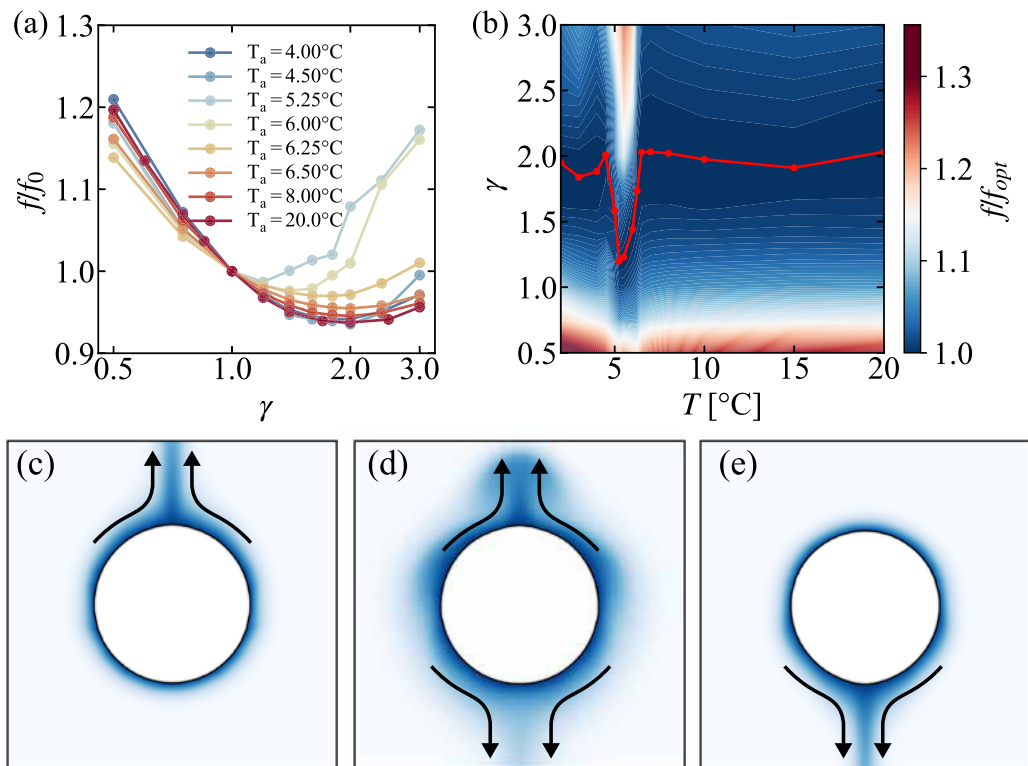 (a)
f/f0
1.3
1.2
1.1
1.0
0.9
Ta = 4.00°C
Ta = 4.50°C
Ta = 5.25°C
Ta = 6.00°C
Ta = 6.25°C
Ta = 6.50°C
Ta = 8.00°C
Ta = 20.0°C
0.5 1.0 2.0 3.0
γ
(b)
γ
3.0
2.5
2.0
1.5
1.0
0.5
5 10 15 20
T [°C]
1.3
1.2
1.1
1.0
f/fopt
(c)
(d)
(e)